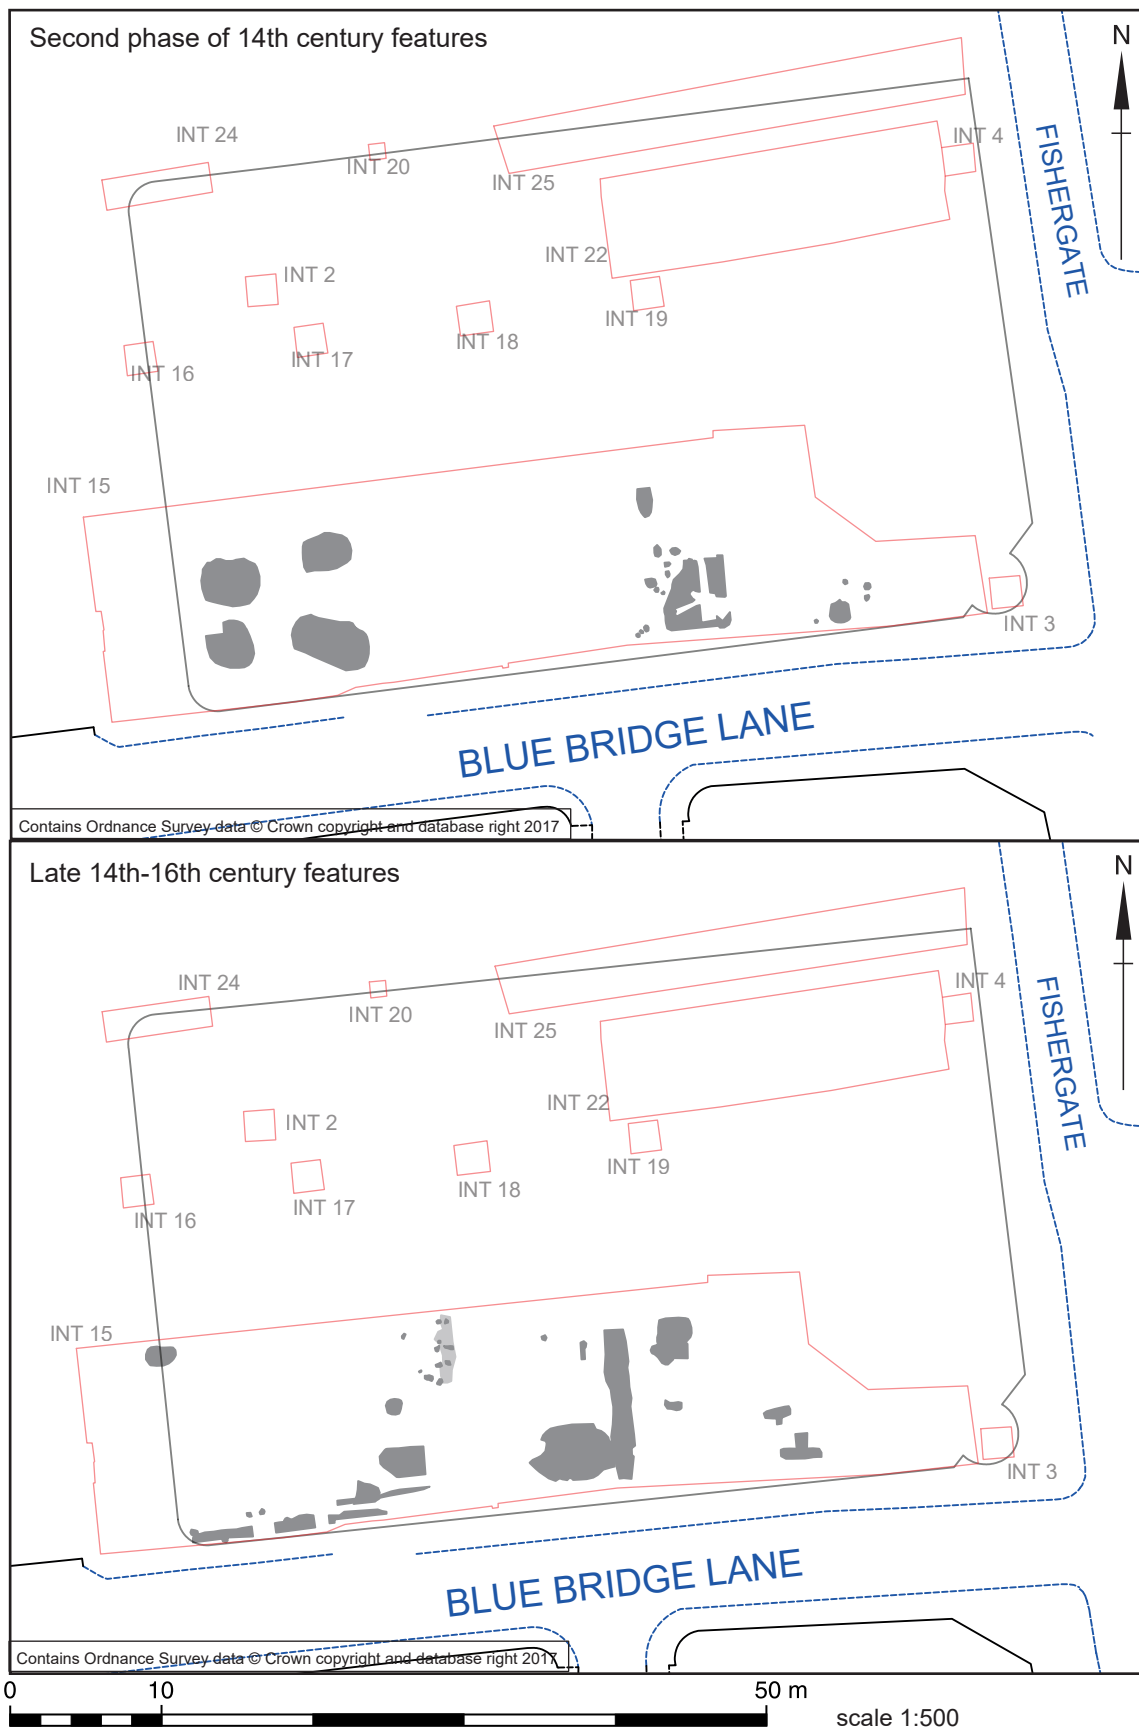 Second phase of 14th century features
N
INT 24
INT 20
INT 25
INT 4
FISHERGATE
INT 2
INT 22
INT 19
INT 18
INT 17
INT 16
INT 15
INT 3
BLUE BRIDGE LANE
Contains Ordnance Survey data © Crown copyright and database right 2017
Late 14th-16th century features
N
INT 24
INT 20
INT 25
INT 4
FISHERGATE
INT 2
INT 22
INT 19
INT 18
INT 17
INT 16
INT 15
INT 3
BLUE BRIDGE LANE
Contains Ordnance Survey data © Crown copyright and database right 2017
0 10 50 m
scale 1:500